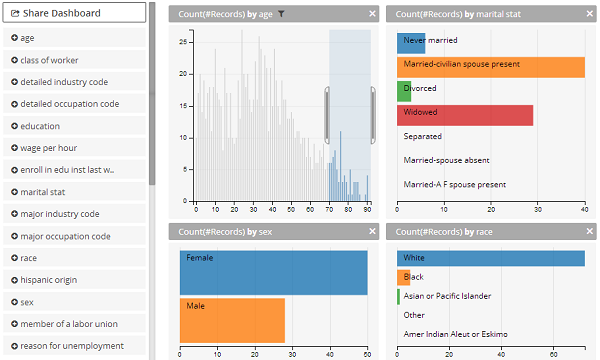 Share Dashboard
age
class of worker
detailed industry code
detailed occupation code
education
wage per hour
enroll in edu inst last w..
marital stat
major industry code
major occupation code
race
hispanic origin
sex
member of a labor union
reason for unemployment
Count(#Records) by age
25
20
15
10
5
0
0 10 20 30 40 50 60 70 80 90
Count(#Records) by marital stat
Never married
Married-civilian spouse present
Divorced
Widowed
Separated
Married-spouse absent
Married-A F spouse present
0 10 20 30 40
Count(#Records) by sex
Female
Male
0 10 20 30 40 50
Count(#Records) by race
White
Black
Asian or Pacific Islander
Other
Amer Indian Aleut or Eskimo
0 20 40 60